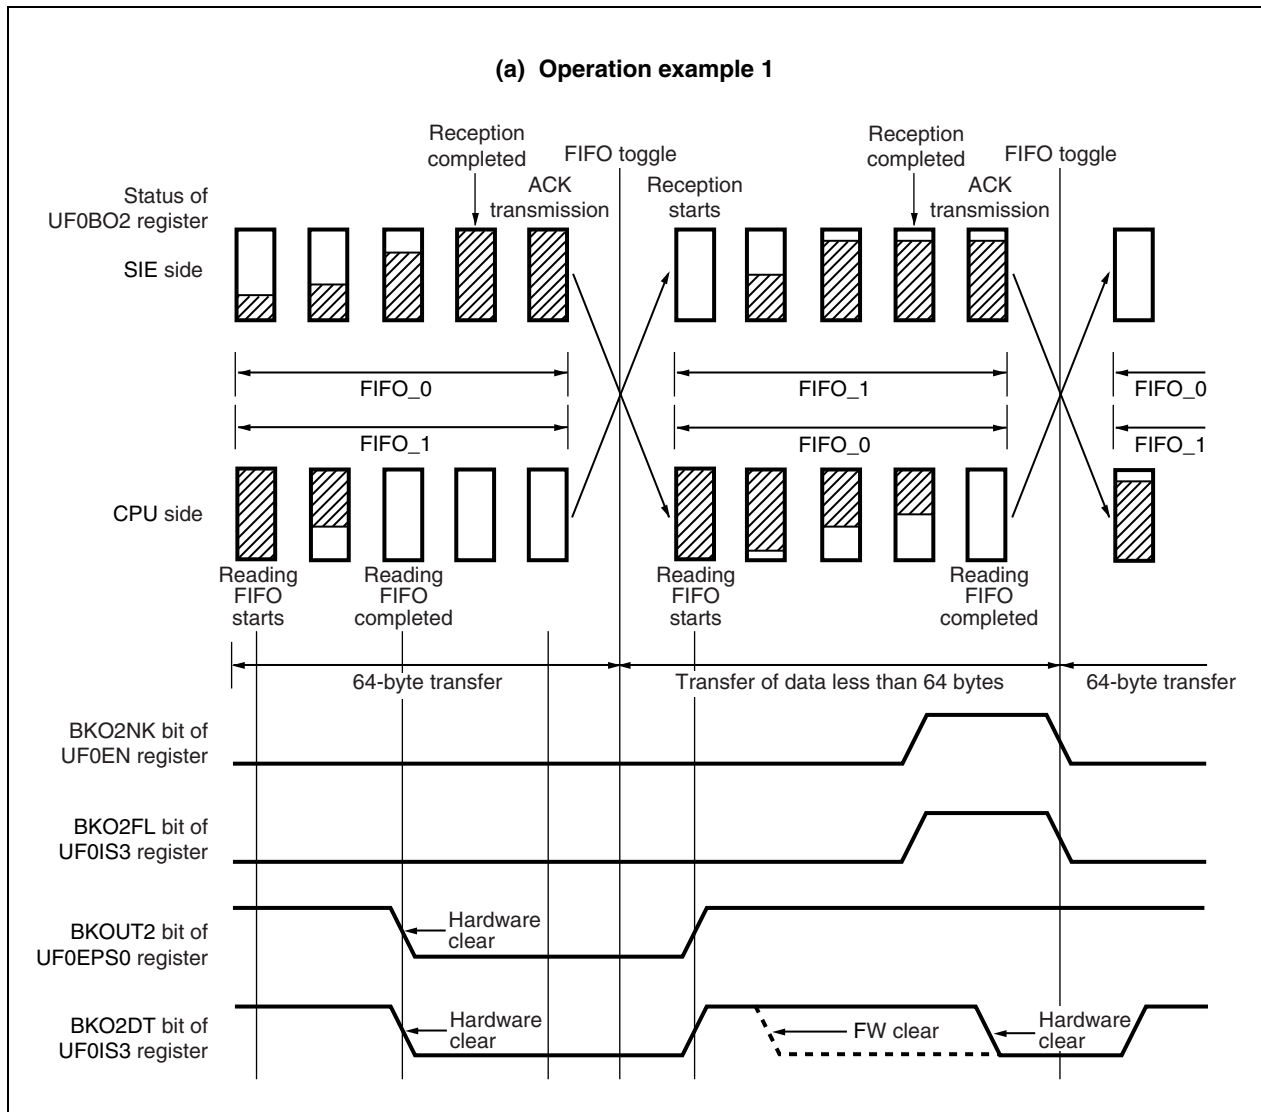 (a) Operation example 1
Reception
completed
FIFO toggle
Reception
completed
FIFO toggle
Status of
UF0BO2 register
ACK
transmission
Reception
starts
ACK
transmission
SIE side
FIFO_0
FIFO_1
FIFO_0
FIFO_1
FIFO_0
FIFO_1
CPU side
Reading
FIFO
starts
Reading
FIFO
completed
Reading
FIFO
starts
Reading
FIFO
completed
64-byte transfer
Transfer of data less than 64 bytes
64-byte transfer
BKO2NK bit of
UF0EN register
BKO2FL bit of
UF0IS3 register
BKOUT2 bit of
UF0EPS0 register
Hardware
clear
BKO2DT bit of
UF0IS3 register
Hardware
clear
FW clear
Hardware
clear